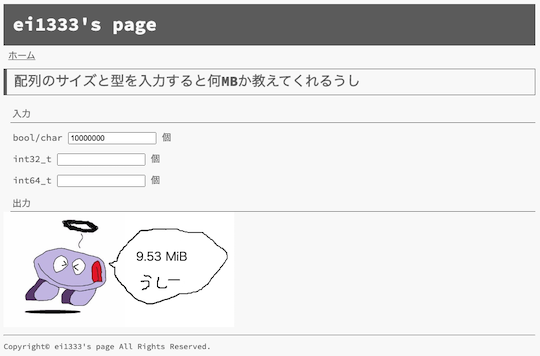 ei1333's page
ホーム
配列のサイズと型を入力すると何MBか教えてくれるうし
入力
bool/char 10000000 個
int32_t 個
int64_t 個
出力
9.53 MiB
うしー
Copyright© ei1333's page All Rights Reserved.